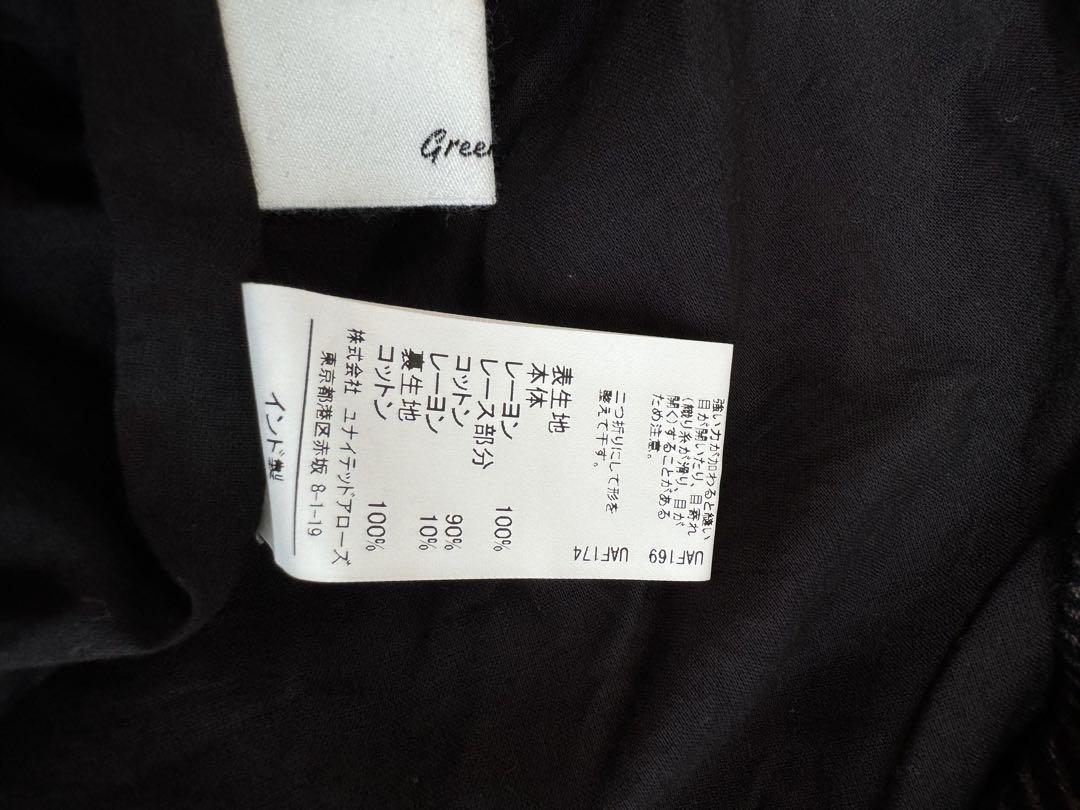 Gree
強い力が加わると縫い
目が開いたり、目寄れ
(織り糸が滑り、目が
開く)することがある
ため注意。
UAF169
二つ折りにして形を
整えて干す。
UAF174
表生地
本体
レーヨン 100%
レース部分
コットン 90%
レーヨン 10%
裏生地
コットン 100%
株式会社 ユナイテッドアローズ
東京都港区赤坂 8-1-19
インド製